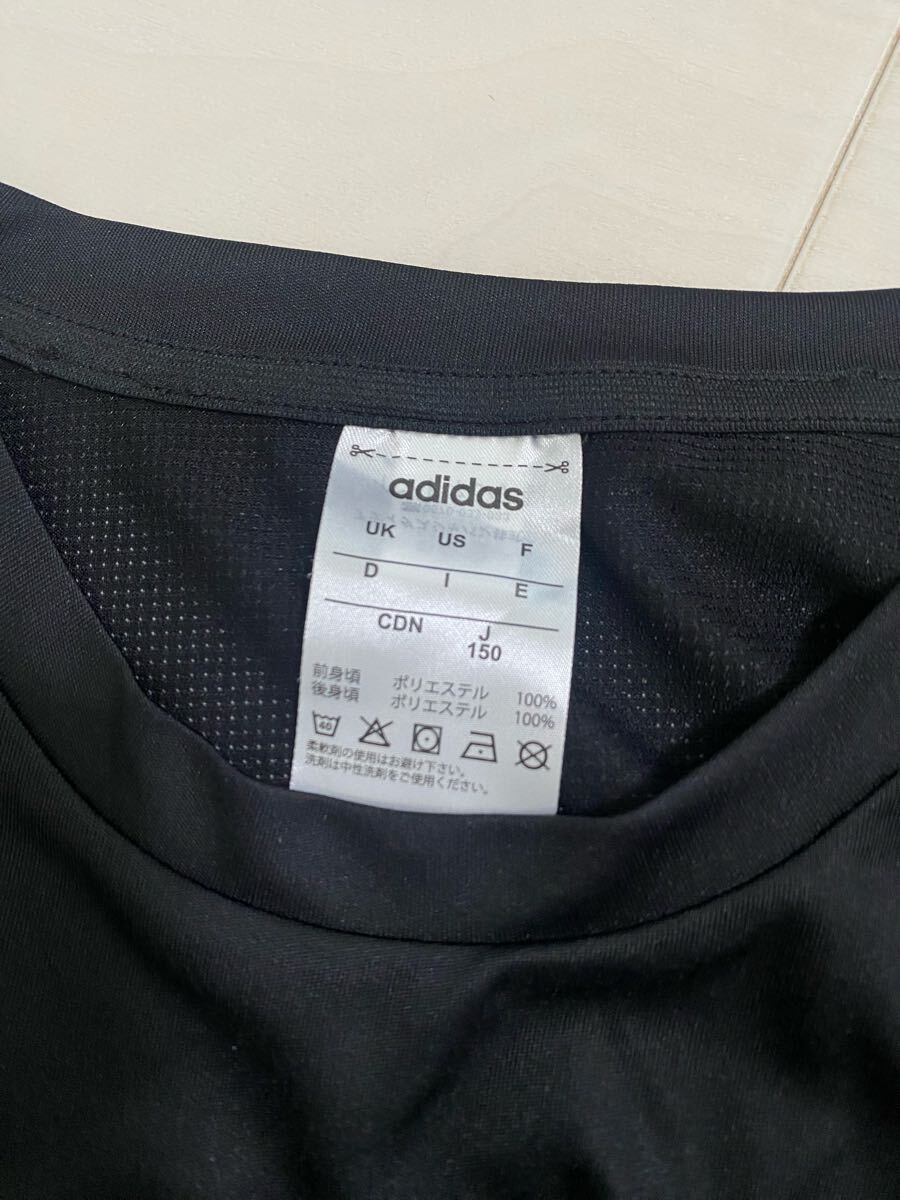 adidas
UK US F
D I E
CDN J
150
前身頃 ポリエステル 100%
後身頃 ポリエステル 100%
40
柔軟剤の使用はお避け下さい。
洗剤は中性洗剤をご使用ください。